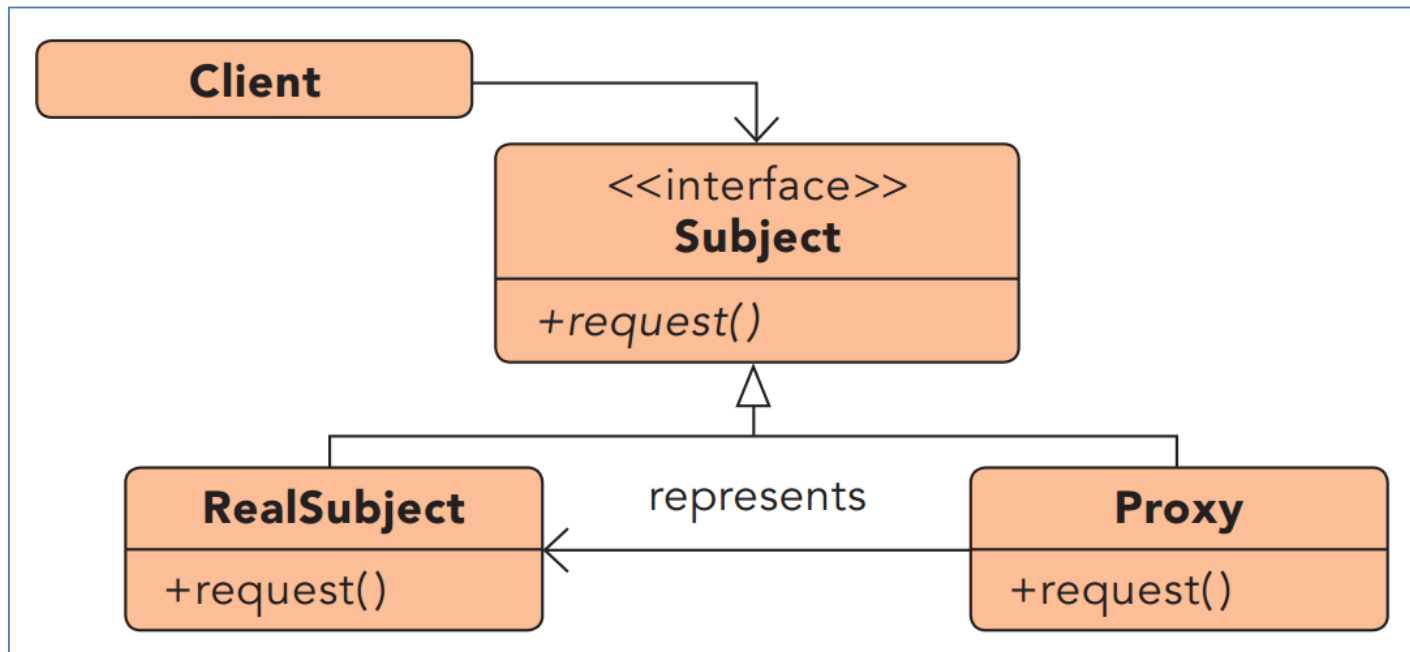 Client
<<interface>>
Subject
+request()
RealSubject
+request()
represents
Proxy
+request()